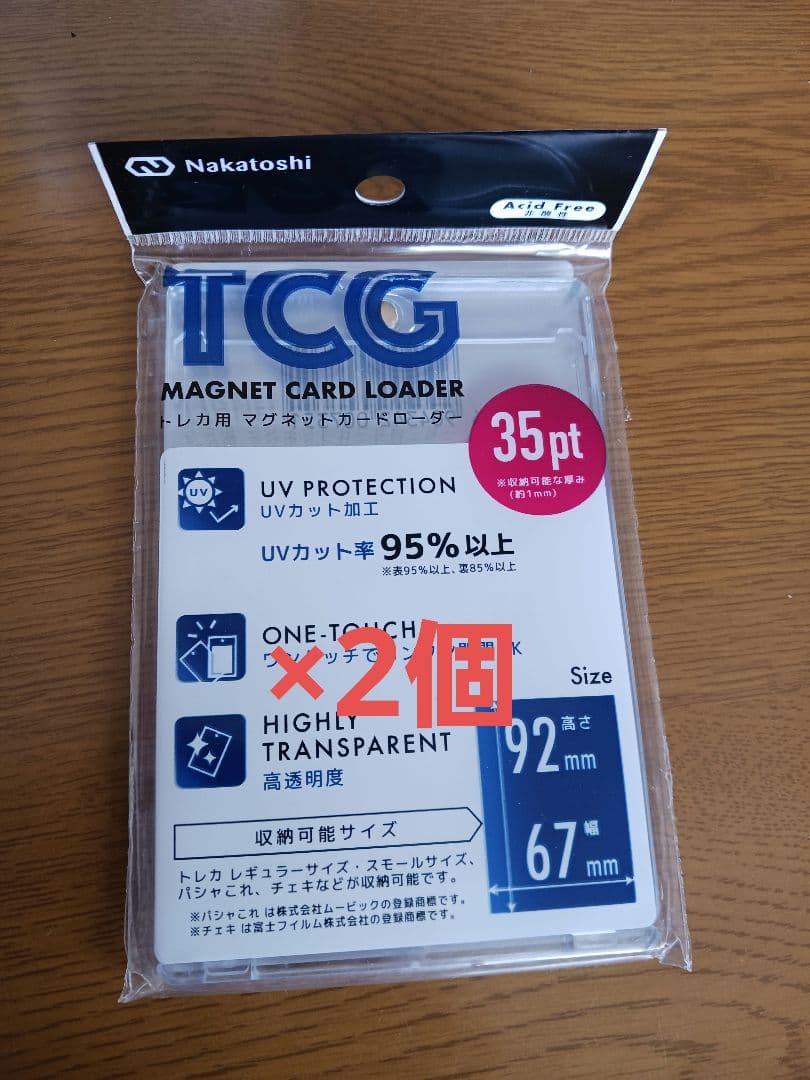 Nakatoshi
Acid Free
非酸性
TCG
MAGNET CARD LOADER
トレカ用 マグネットカードローダー
35pt
※収納可能な厚み
(約1mm)
UV
UV PROTECTION
UVカット加工
UVカット率 95%以上
※表95%以上、裏85%以上
ONE-TOUCH
×2個
HIGHLY
TRANSPARENT
高透明度
Size
92 高さ mm
67 幅 mm
収納可能サイズ
トレカ レギュラーサイズ・スモールサイズ、
パシャこれ、チェキなどが収納可能です。
※パシャこれ は株式会社ムービックの登録商標です。
※チェキ は富士フイルム株式会社の登録商標です。